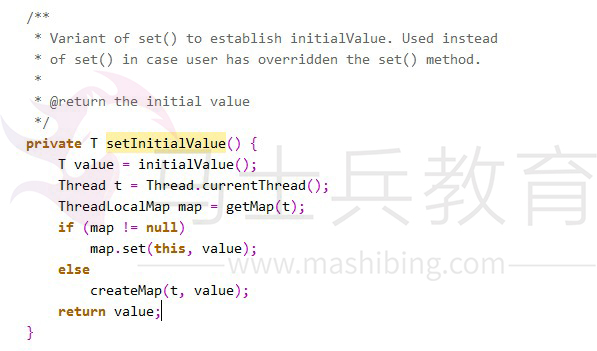 /**
 * Variant of set() to establish initialValue. Used instead
 * of set() in case user has overridden the set() method.
 *
 * @return the initial value
 */
private T setInitialValue() {
    T value = initialValue();
    Thread t = Thread.currentThread();
    ThreadLocalMap map = getMap(t);
    if (map != null)
        map.set(this, value);
    else
        createMap(t, value);
    return value;
}
马士兵教育
www.mashibing.com